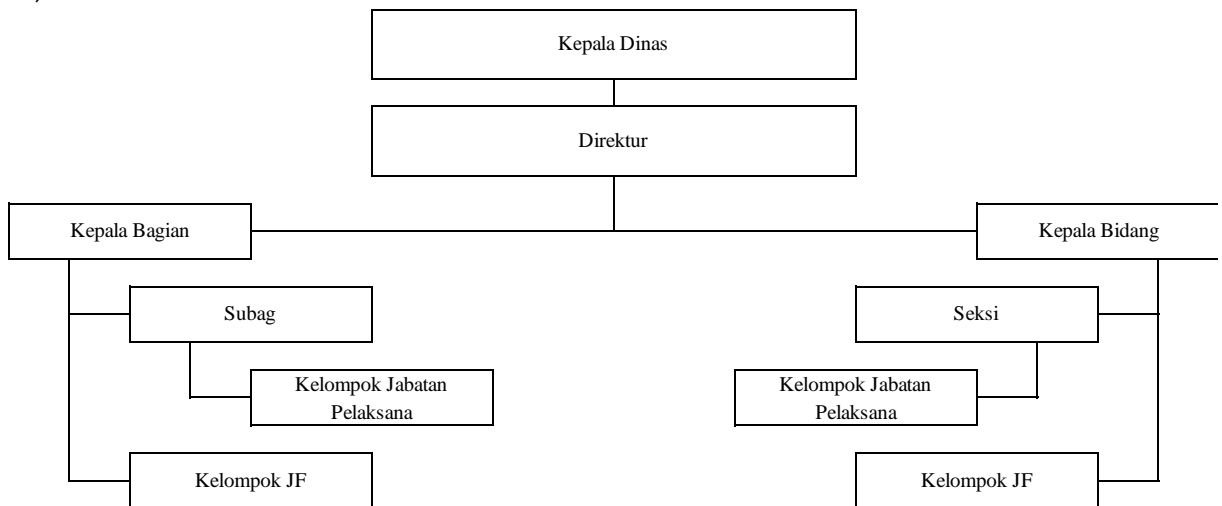 Kepala Dinas
Direktur
Kepala Bagian
Kepala Bidang
Subag
Seksi
Kelompok Jabatan
Pelaksana
Kelompok Jabatan
Pelaksana
Kelompok JF
Kelompok JF